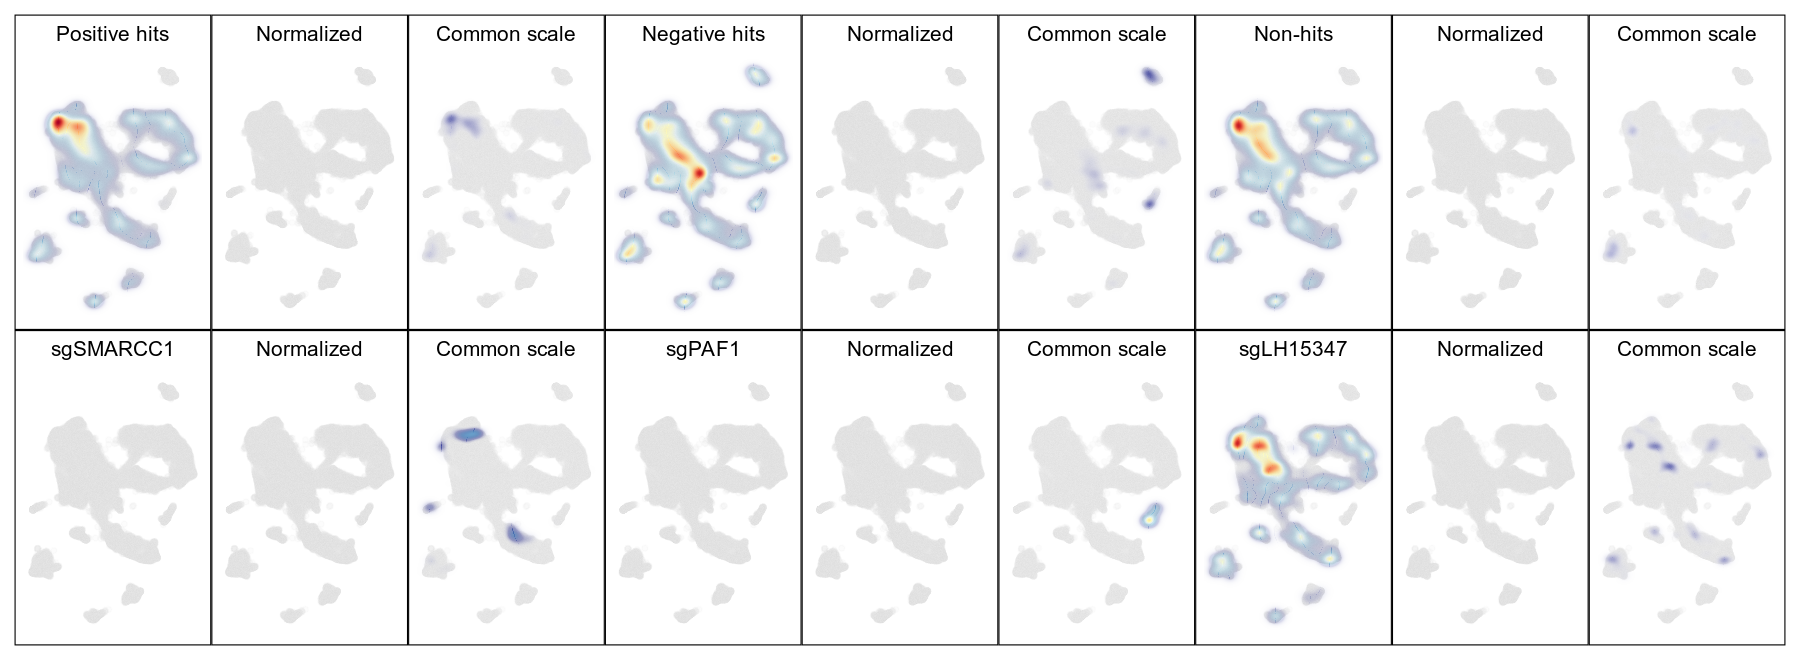 Positive hits
Normalized
Common scale
Negative hits
Normalized
Common scale
Non-hits
Normalized
Common scale
sgSMARCC1
Normalized
Common scale
sgPAF1
Normalized
Common scale
sgLH15347
Normalized
Common scale